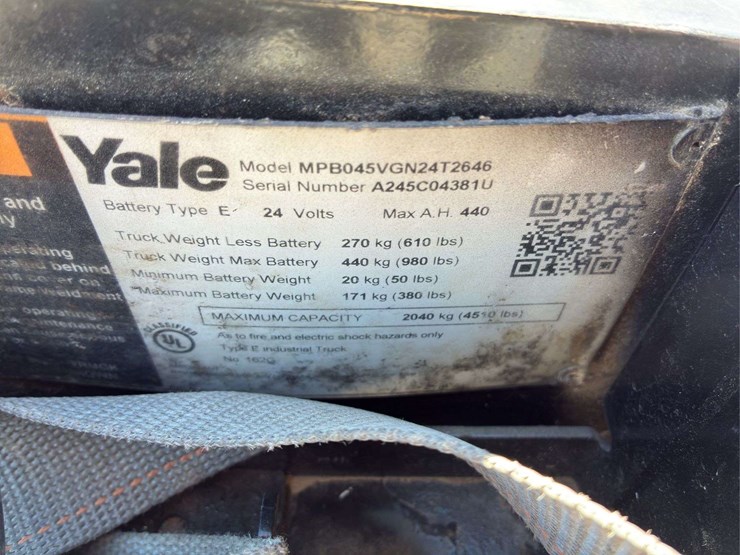 Yale
Model MPB045VGN24T2646
Serial Number A245C04381U
Battery Type E 24 Volts Max A.H. 440
Truck Weight Less Battery 270 kg (610 lbs)
Truck Weight Max Battery 440 kg (980 lbs)
Minimum Battery Weight 20 kg (50 lbs)
Maximum Battery Weight 171 kg (380 lbs)
MAXIMUM CAPACITY 2040 kg (4510 lbs)
CLASSIFIED
UL
As to fire and electric shock hazards only
Type E Industrial Truck
No
and
behind
on